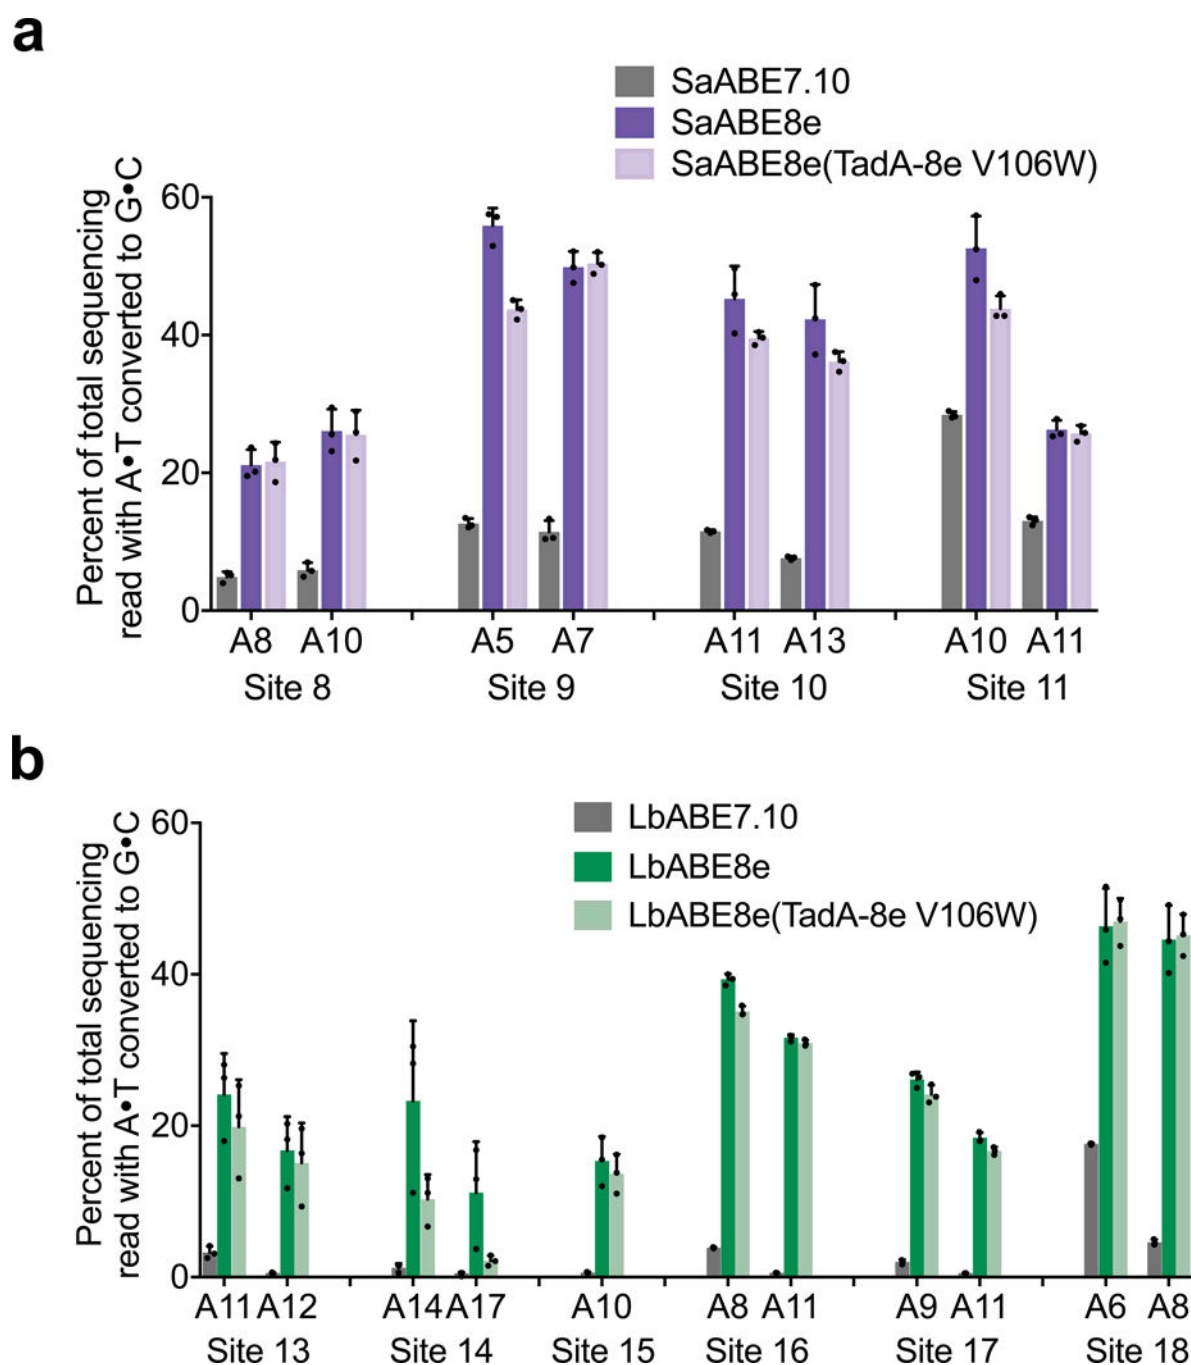 a
SaABE7.10
SaABE8e
SaABE8e(TadA-8e V106W)
Percent of total sequencing
read with A•T converted to G•C
60
40
20
0
A8 A10 A5 A7 A11 A13 A10 A11
Site 8 Site 9 Site 10 Site 11
b
LbABE7.10
LbABE8e
LbABE8e(TadA-8e V106W)
Percent of total sequencing
read with A•T converted to G•C
60
40
20
0
A11 A12 A14 A17 A10 A8 A11 A9 A11 A6 A8
Site 13 Site 14 Site 15 Site 16 Site 17 Site 18